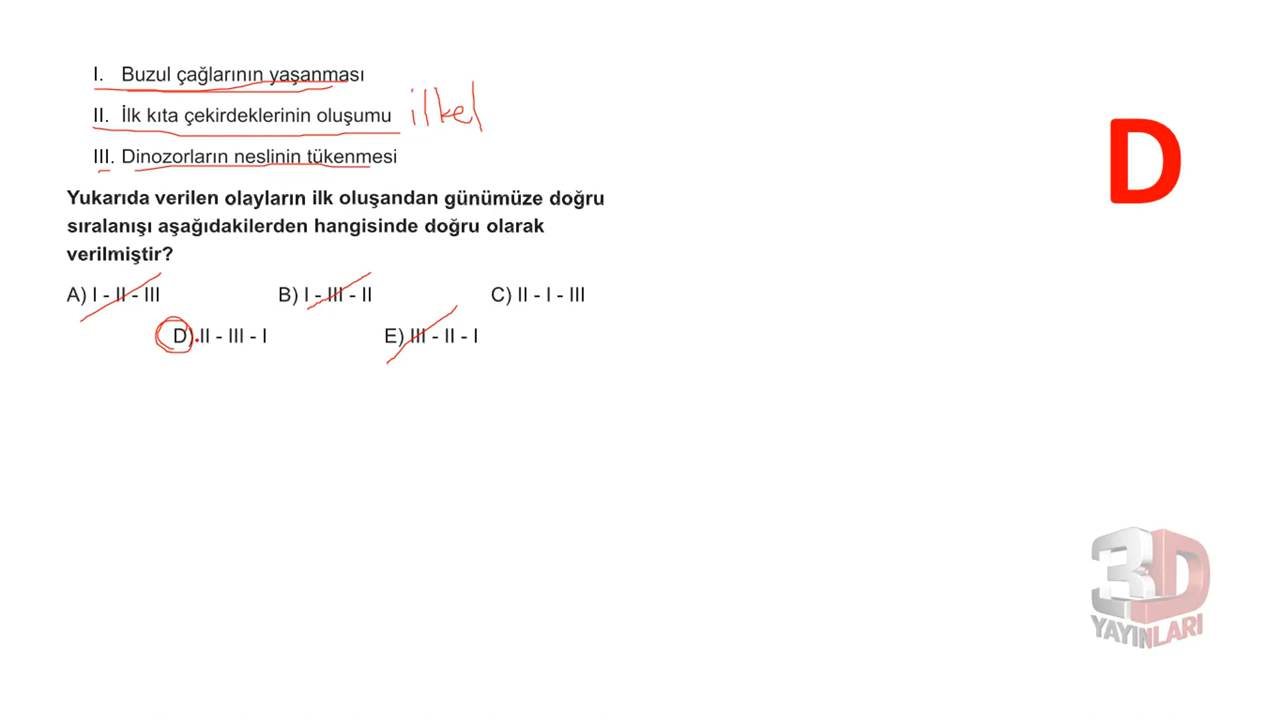 I. Buzul çağlarının yaşanması
II. İlk kıta çekirdeklerinin oluşumu ilkel
III. Dinozorların neslinin tükenmesi
Yukarıda verilen olayların ilk oluşandan günümüze doğru
sıralanışı aşağıdakilerden hangisinde doğru olarak
verilmiştir?
A) I - II - III B) I - III - II C) II - I - III
D) II - III - I E) III - II - I
D
3D
YAYINLARI